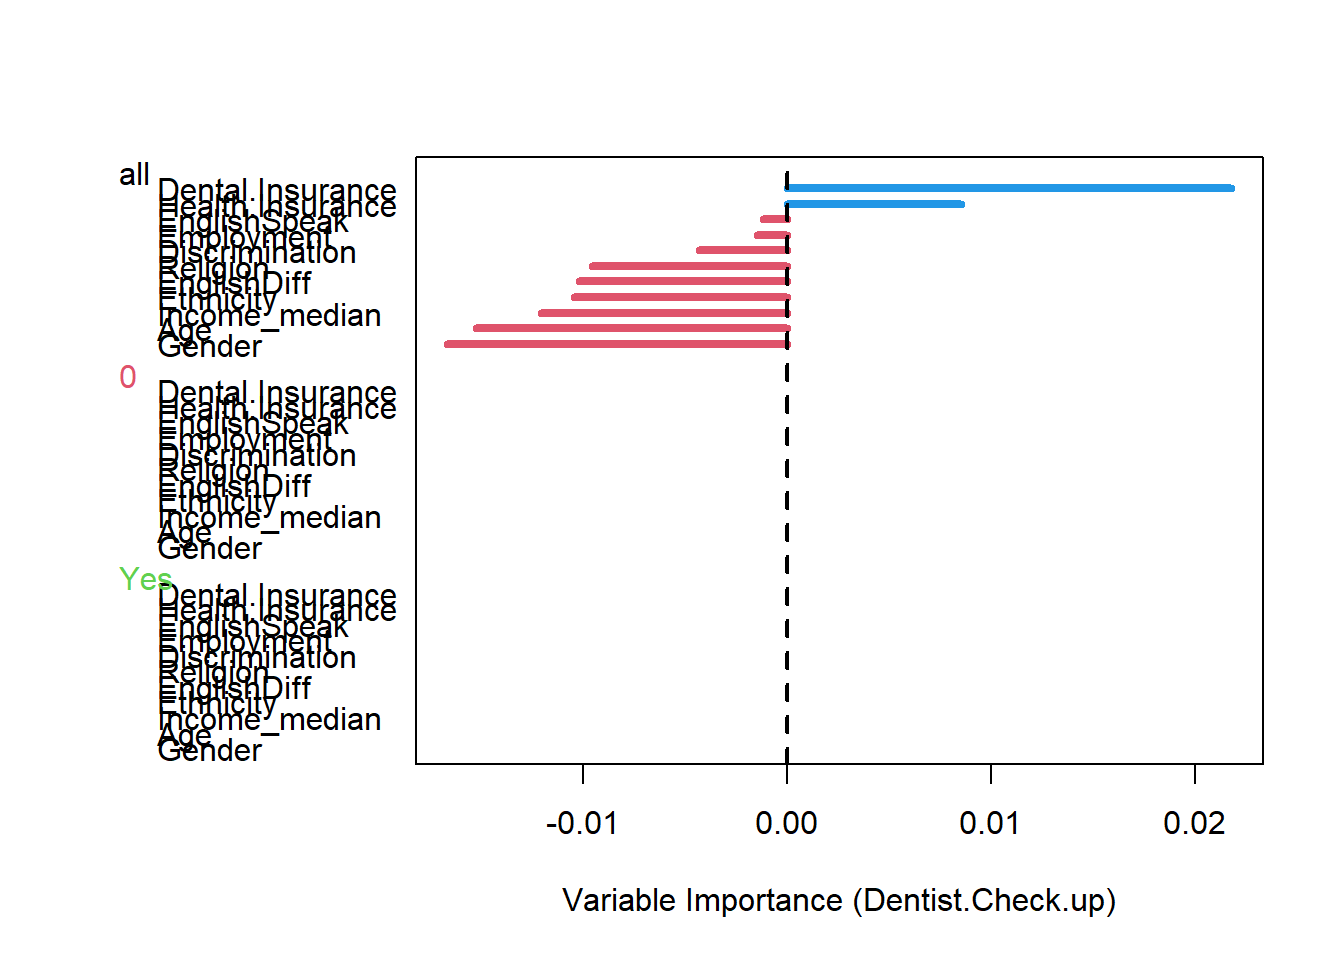 all
Dental.Insurance
Health.Insurance
EnglishSpeak
Employment
Discrimination
Religion
EnglishDiff
Ethnicity
Income_median
Age
Gender
0
Dental.Insurance
Health.Insurance
EnglishSpeak
Employment
Discrimination
Religion
EnglishDiff
Ethnicity
Income_median
Age
Gender
Yes
Dental.Insurance
Health.Insurance
EnglishSpeak
Employment
Discrimination
Religion
EnglishDiff
Ethnicity
Income_median
Age
Gender
-0.01 0.00 0.01 0.02
Variable Importance (Dentist.Check.up)